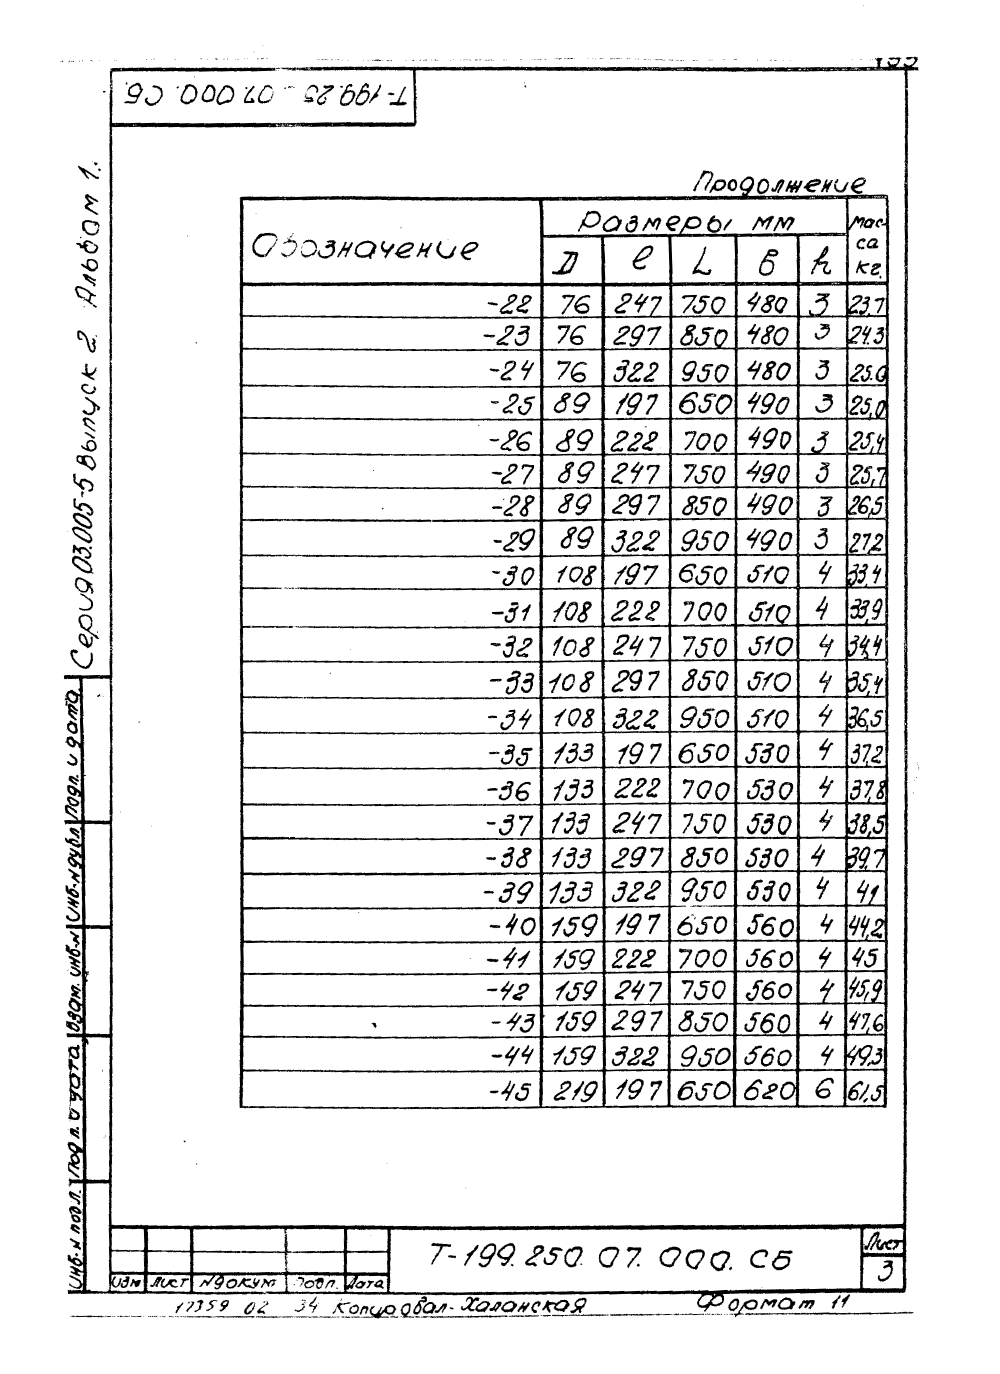 Т-199.25 07.000.Сб
Продолжение
Обозначение Размеры мм Мас-са кг.
D l L в h
-22 76 247 750 480 3 23.7
-23 76 297 850 480 3 24.3
-24 76 322 950 480 3 25.0
-25 89 197 650 490 3 25,0
-26 89 222 700 490 3 25,4
-27 89 247 750 490 3 25,7
-28 89 297 850 490 3 26,5
-29 89 322 950 490 3 27,2
-30 108 197 650 510 4 33,4
-31 108 222 700 510 4 33,9
-32 108 247 750 510 4 34,4
-33 108 297 850 510 4 35,4
-34 108 322 950 510 4 36,5
-35 133 197 650 530 4 37,2
-36 133 222 700 530 4 37,8
-37 133 247 750 530 4 38,5
-38 133 297 850 530 4 39,7
-39 133 322 950 530 4 41
-40 159 197 650 560 4 44,2
-41 159 222 700 560 4 45
-42 159 247 750 560 4 45,9
-43 159 297 850 560 4 47,6
-44 159 322 950 560 4 49,3
-45 219 197 650 620 6 61,5
Серия 03.005-5 Выпуск 2. Альбом 1.
Инв.№ подл. Подп. и дата Взам. инв.№ Инв.№ дубл. Подп. и дата
Т-199.250.07.000.Сб
Лист
3
Изм Лист № докум Подп. Дата
17359 02 34 Копировал-Халанская Формат 11